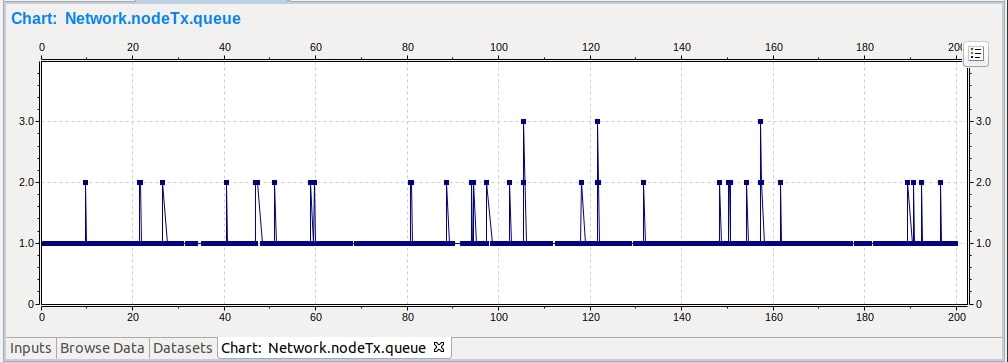 Chart: Network.nodeTx.queue
0 20 40 60 80 100 120 140 160 180 200
3.0 3.0
2.0 2.0
1.0 1.0
0 0
0 20 40 60 80 100 120 140 160 180 200
Inputs Browse Data Datasets Chart: Network.nodeTx.queue